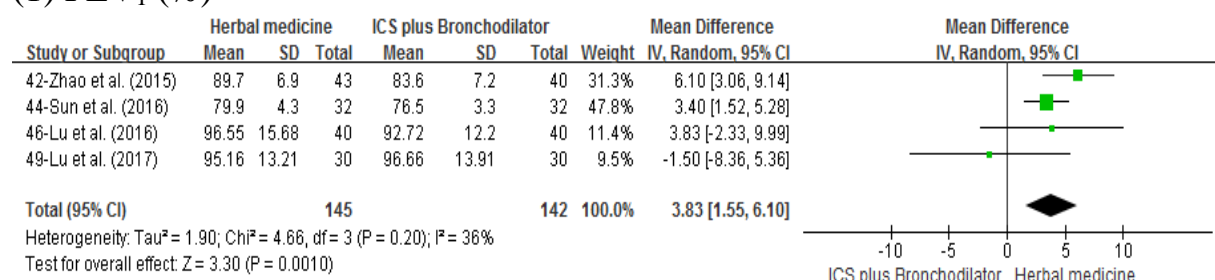 Herbal medicine ICS plus Bronchodilator Mean Difference Mean Difference
Study or Subgroup Mean SD Total Mean SD Total Weight IV, Random, 95% CI IV, Random, 95% CI
42-Zhao et al. (2015) 89.7 6.9 43 83.6 7.2 40 31.3% 6.10 [3.06, 9.14]
44-Sun et al. (2016) 79.9 4.3 32 76.5 3.3 32 47.8% 3.40 [1.52, 5.28]
46-Lu et al. (2016) 96.55 15.68 40 92.72 12.2 40 11.4% 3.83 [-2.33, 9.99]
49-Lu et al. (2017) 95.16 13.21 30 96.66 13.91 30 9.5% -1.50 [-8.36, 5.36]
Total (95% CI) 145 142 100.0% 3.83 [1.55, 6.10]
Heterogeneity: Tau² = 1.90; Chi² = 4.66, df = 3 (P = 0.20); I² = 36%
Test for overall effect: Z = 3.30 (P = 0.0010)
-10 -5 0 5 10
ICS plus Bronchodilator Herbal medicine